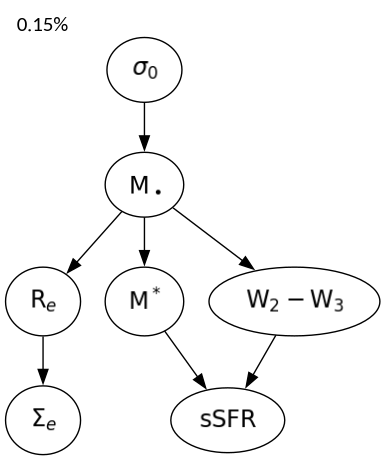 0.15%
σ₀
M•
Rₑ
M*
W₂ − W₃
Σₑ
sSFR